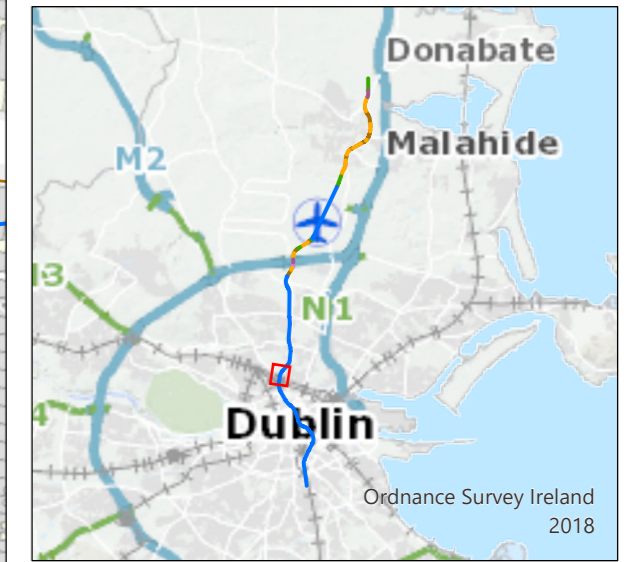 Donabate
Malahide
M2
N1
Dublin
Ordnance Survey Ireland
2018